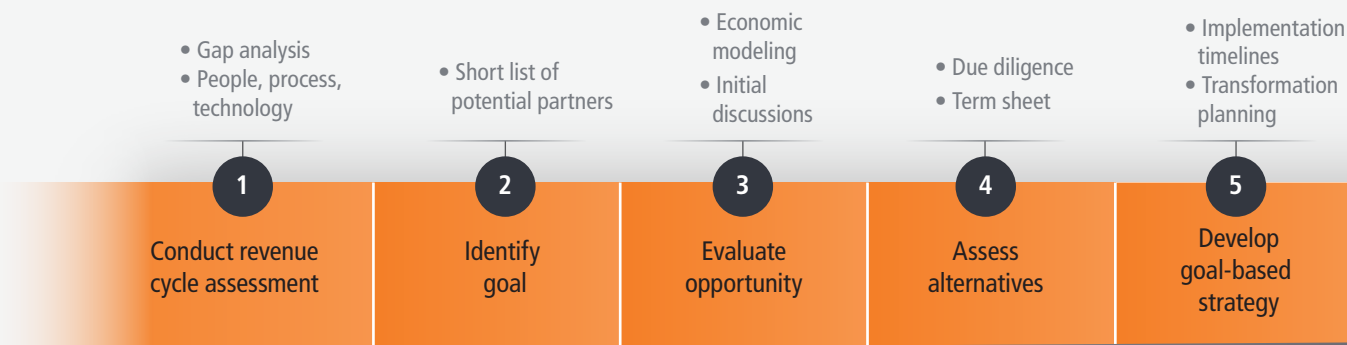 • Gap analysis
• People, process,
technology
1
Conduct revenue
cycle assessment
• Short list of
potential partners
2
Identify
goal
• Economic
modeling
• Initial
discussions
3
Evaluate
opportunity
• Due diligence
• Term sheet
4
Assess
alternatives
• Implementation
timelines
• Transformation
planning
5
Develop
goal-based
strategy